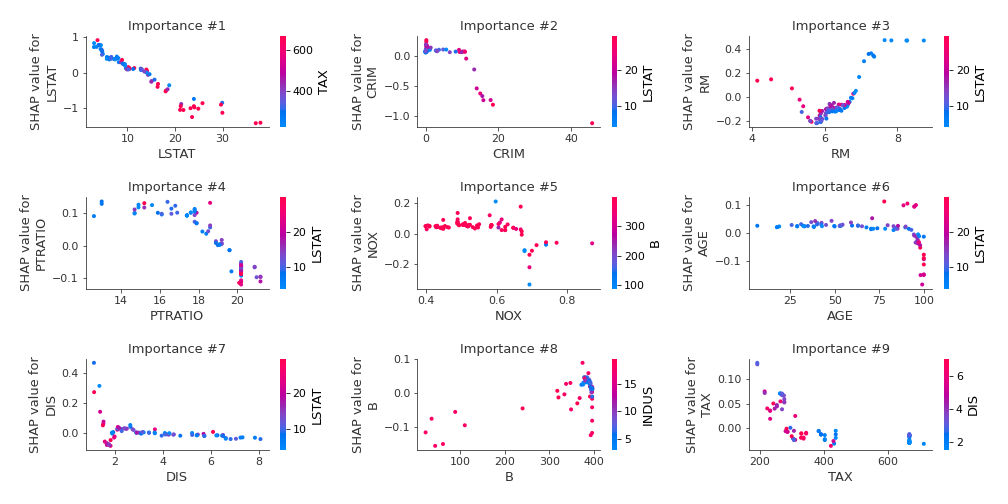 Importance #1
SHAP value for
LSTAT
1
0
−1
10
20
30
LSTAT
600
400
TAX
Importance #2
SHAP value for
CRIM
0.0
−0.5
−1.0
0
20
40
CRIM
20
10
LSTAT
Importance #3
SHAP value for
RM
0.4
0.2
0.0
−0.2
4
6
8
RM
20
10
LSTAT
Importance #4
SHAP value for
PTRATIO
0.1
0.0
−0.1
14
16
18
20
PTRATIO
20
10
LSTAT
Importance #5
SHAP value for
NOX
0.2
0.0
−0.2
0.4
0.6
0.8
NOX
300
200
100
B
Importance #6
SHAP value for
AGE
0.1
0.0
−0.1
25
50
75
100
AGE
20
10
LSTAT
Importance #7
SHAP value for
DIS
0.4
0.2
0.0
2
4
6
8
DIS
20
10
LSTAT
Importance #8
SHAP value for
B
0.1
0.0
−0.1
100
200
300
400
B
15
10
5
INDUS
Importance #9
SHAP value for
TAX
0.10
0.05
0.00
200
400
600
TAX
6
4
2
DIS